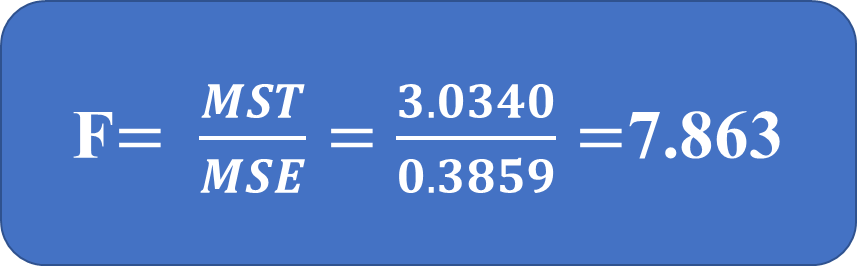 F= MST/MSE = 3.0340/0.3859 =7.863